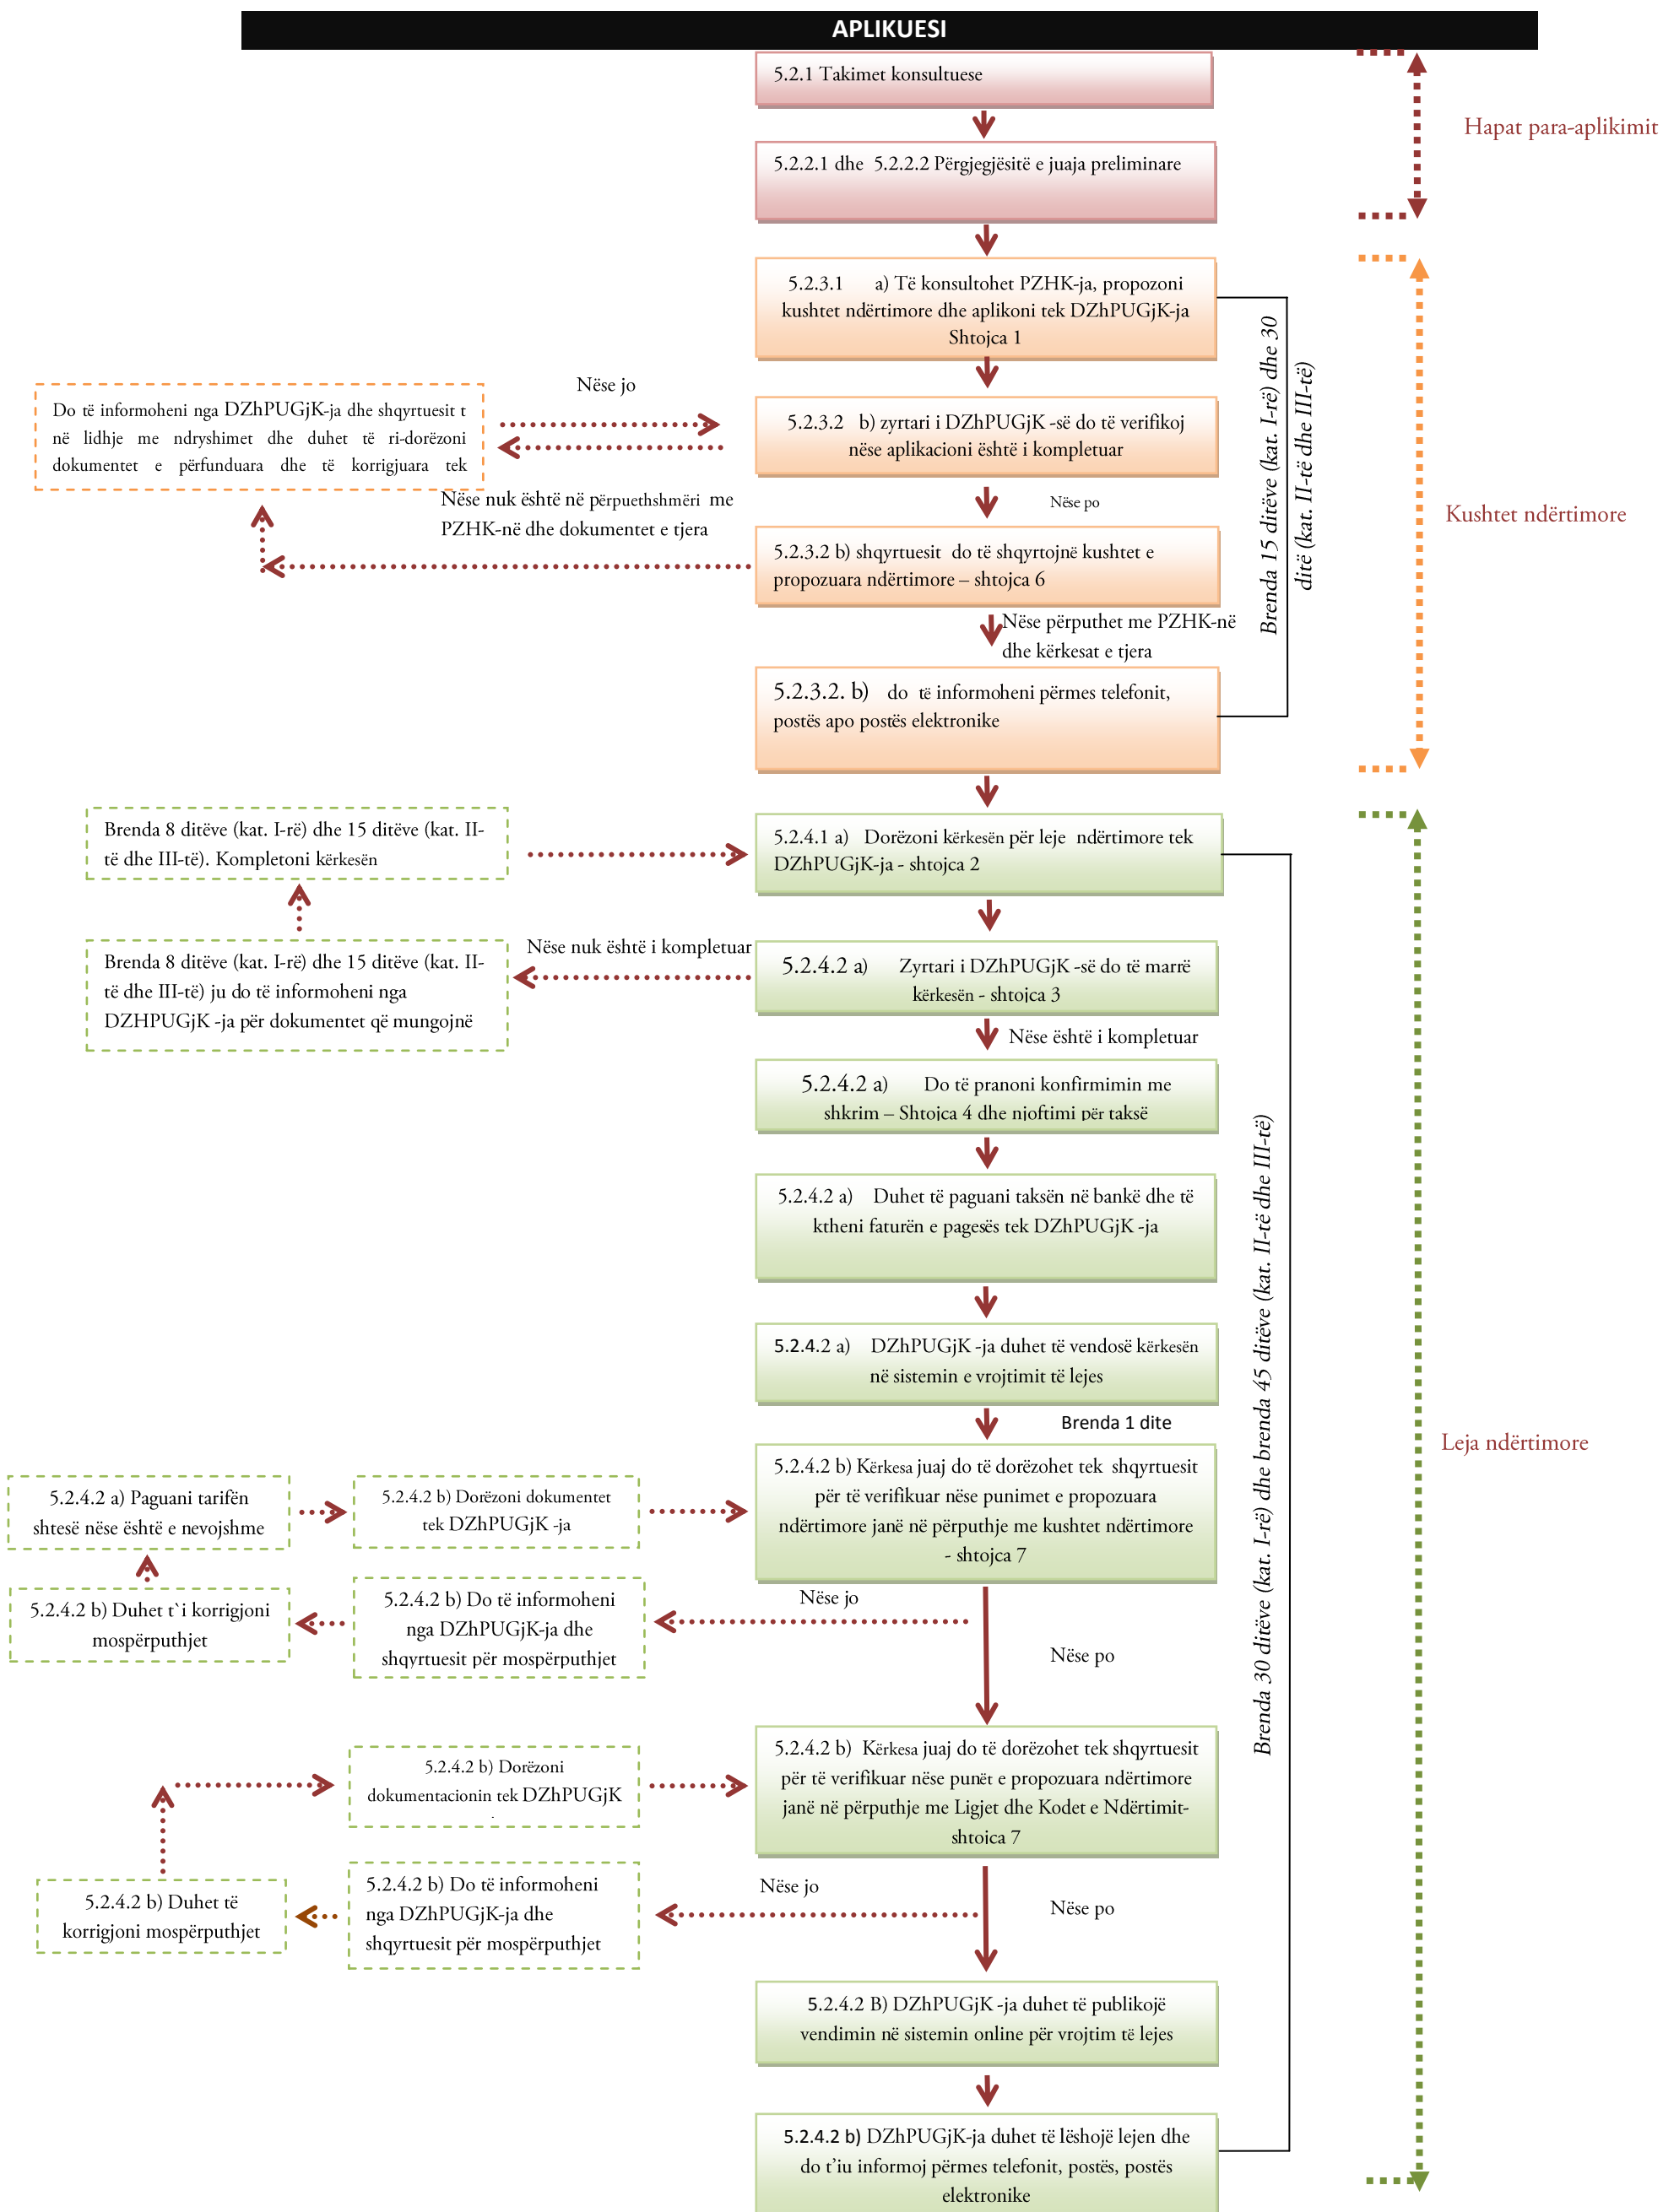 APLIKUESI
5.2.1 Takimet konsultuese
Hapat para-aplikimit
5.2.2.1 dhe 5.2.2.2 Përgjegjësitë e juaja preliminare
5.2.3.1 a) Të konsultohet PZHK-ja, propozoni
kushtet ndërtimore dhe aplikoni tek DZhPUGjK-ja
Shtojca 1
Brenda 15 ditëve (kat. I-rë) dhe 30
ditë (kat. II-të dhe III-të)
Kushtet ndërtimore
Nëse jo
Do të informoheni nga DZhPUGjK-ja dhe shqyrtuesit t
në lidhje me ndryshimet dhe duhet të ri-dorëzoni
dokumentet e përfunduara dhe të korrigjuara tek
5.2.3.2 b) zyrtari i DZhPUGjK -së do të verifikoj
nëse aplikacioni është i kompletuar
Nëse po
Nëse nuk është në përpuethshmëri me
PZHK-në dhe dokumentet e tjera
5.2.3.2 b) shqyrtuesit do të shqyrtojnë kushtet e
propozuara ndërtimore – shtojca 6
Nëse përputhet me PZHK-në
dhe kërkesat e tjera
5.2.3.2. b) do të informoheni përmes telefonit,
postës apo postës elektronike
Brenda 8 ditëve (kat. I-rë) dhe 15 ditëve (kat. II-
të dhe III-të). Kompletoni kërkesën
5.2.4.1 a) Dorëzoni kërkesën për leje ndërtimore tek
DZhPUGjK-ja - shtojca 2
Nëse nuk është i kompletuar
Brenda 8 ditëve (kat. I-rë) dhe 15 ditëve (kat. II-
të dhe III-të) ju do të informoheni nga
DZHPUGjK -ja për dokumentet që mungojnë
5.2.4.2 a) Zyrtari i DZhPUGjK -së do të marrë
kërkesën - shtojca 3
Nëse është i kompletuar
5.2.4.2 a) Do të pranoni konfirmimin me
shkrim – Shtojca 4 dhe njoftimi për taksë
5.2.4.2 a) Duhet të paguani taksën në bankë dhe të
ktheni faturën e pagesës tek DZhPUGjK -ja
5.2.4.2 a) DZhPUGjK -ja duhet të vendosë kërkesën
në sistemin e vrojtimit të lejes
Brenda 1 dite
Brenda 30 ditëve (kat. I-rë) dhe brenda 45 ditëve (kat. II-të dhe III-të)
Leja ndërtimore
5.2.4.2 a) Paguani tarifën
shtesë nëse është e nevojshme
5.2.4.2 b) Dorëzoni dokumentet
tek DZhPUGjK -ja
5.2.4.2 b) Kërkesa juaj do të dorëzohet tek shqyrtuesit
për të verifikuar nëse punimet e propozuara
ndërtimore janë në përputhje me kushtet ndërtimore
- shtojca 7
Nëse jo
5.2.4.2 b) Duhet t`i korrigjoni
mospërputhjet
5.2.4.2 b) Do të informoheni
nga DZhPUGjK-ja dhe
shqyrtuesit për mospërputhjet
Nëse po
5.2.4.2 b) Dorëzoni
dokumentacionin tek DZhPUGjK
5.2.4.2 b) Kërkesa juaj do të dorëzohet tek shqyrtuesit
për të verifikuar nëse punët e propozuara ndërtimore
janë në përputhje me Ligjet dhe Kodet e Ndërtimit-
shtojca 7
Nëse jo
5.2.4.2 b) Duhet të
korrigjoni mospërputhjet
5.2.4.2 b) Do të informoheni
nga DZhPUGjK-ja dhe
shqyrtuesit për mospërputhjet
Nëse po
5.2.4.2 B) DZhPUGjK -ja duhet të publikojë
vendimin në sistemin online për vrojtim të lejes
5.2.4.2 b) DZhPUGjK-ja duhet të lëshojë lejen dhe
do t'iu informoj përmes telefonit, postës, postës
elektronike